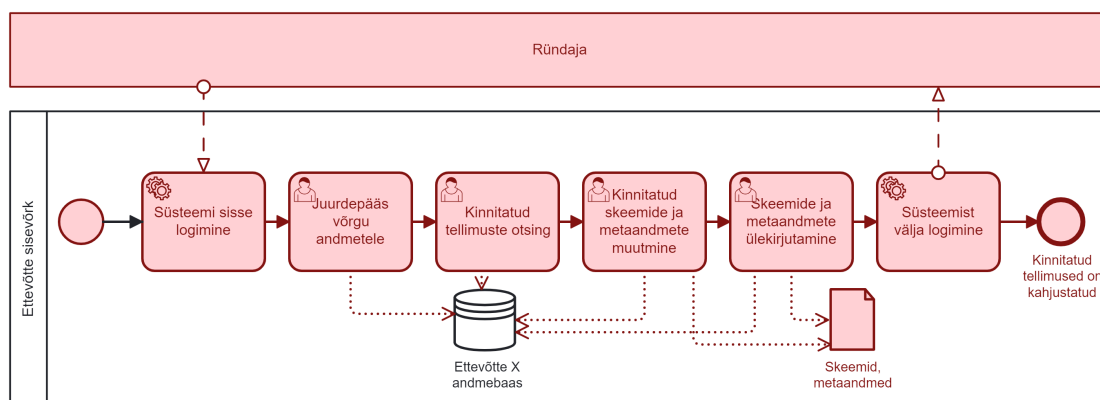 Ründaja
Ettevõtte sisevõrk
Süsteemi sisse
logimine
Juurdepääs
võrgu
andmetele
Kinnitatud
tellimuste otsing
Kinnitatud
skeemide ja
metaandmete
muutmine
Skeemide ja
metaandmete
ülekirjutamine
Süsteemist
välja logimine
Kinnitatud
tellimused on
kahjustatud
Ettevõtte X
andmebaas
Skeemid,
metaandmed